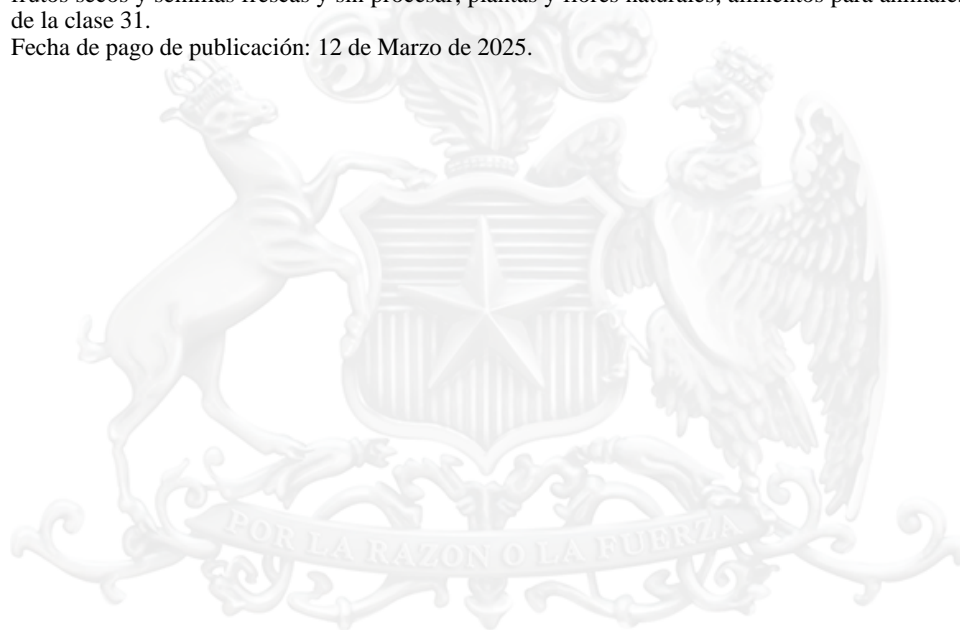 frutos secos y semillas frescas y sin procesar, plantas y flores naturales, alimentos para animales
de la clase 31.
Fecha de pago de publicación: 12 de Marzo de 2025.
POR LA RAZON O LA FUERZA